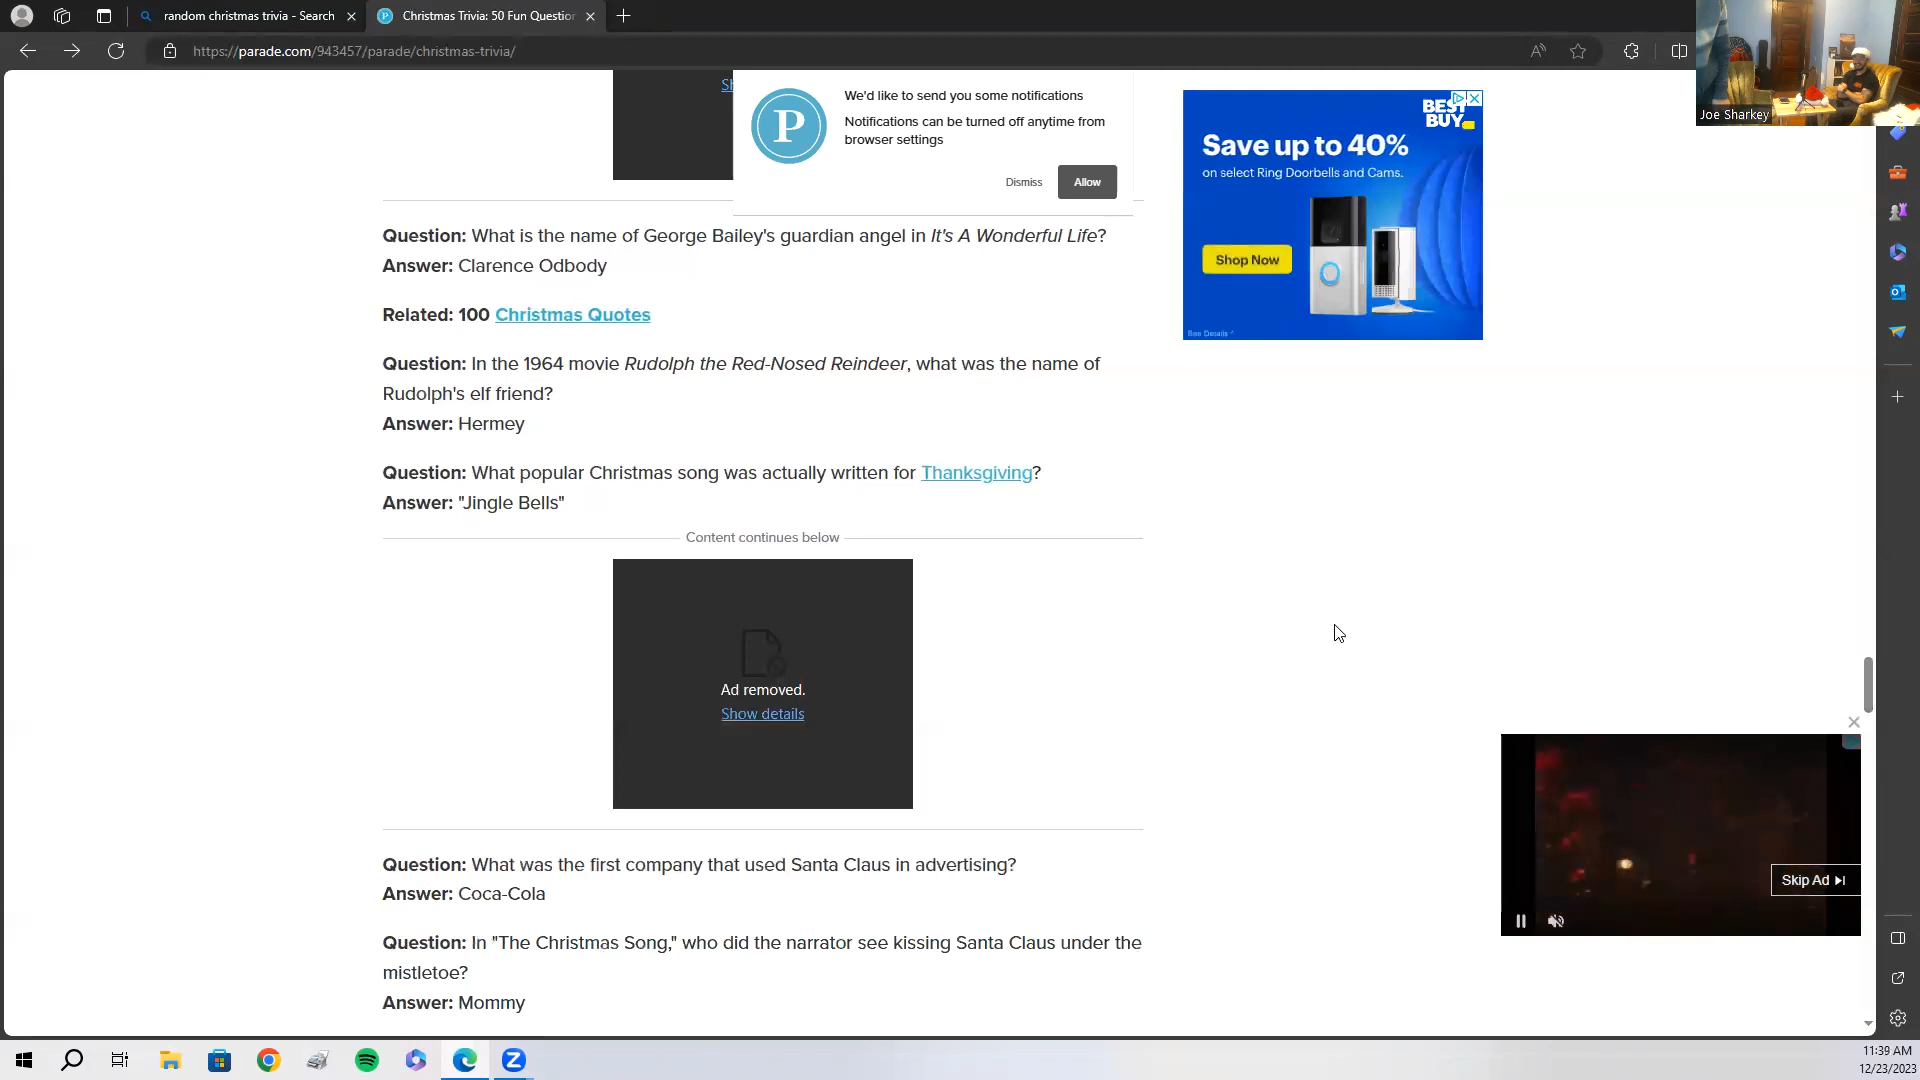 random christmas trivia - Search
Christmas Trivia: 50 Fun Questio
https://parade.com/943457/parade/christmas-trivia/
Joe Sharkey
P
We'd like to send you some notifications
Notifications can be turned off anytime from
browser settings
Dismiss
Allow
BEST
BUY
Save up to 40%
on select Ring Doorbells and Cams.
Shop Now
See Details ^
Question: What is the name of George Bailey's guardian angel in It's A Wonderful Life?
Answer: Clarence Odbody
Related: 100 Christmas Quotes
Question: In the 1964 movie Rudolph the Red-Nosed Reindeer, what was the name of
Rudolph's elf friend?
Answer: Hermey
Question: What popular Christmas song was actually written for Thanksgiving?
Answer: "Jingle Bells"
Content continues below
Ad removed.
Show details
Question: What was the first company that used Santa Claus in advertising?
Answer: Coca-Cola
Question: In "The Christmas Song," who did the narrator see kissing Santa Claus under the
mistletoe?
Answer: Mommy
Skip Ad
11:39 AM
12/23/2023